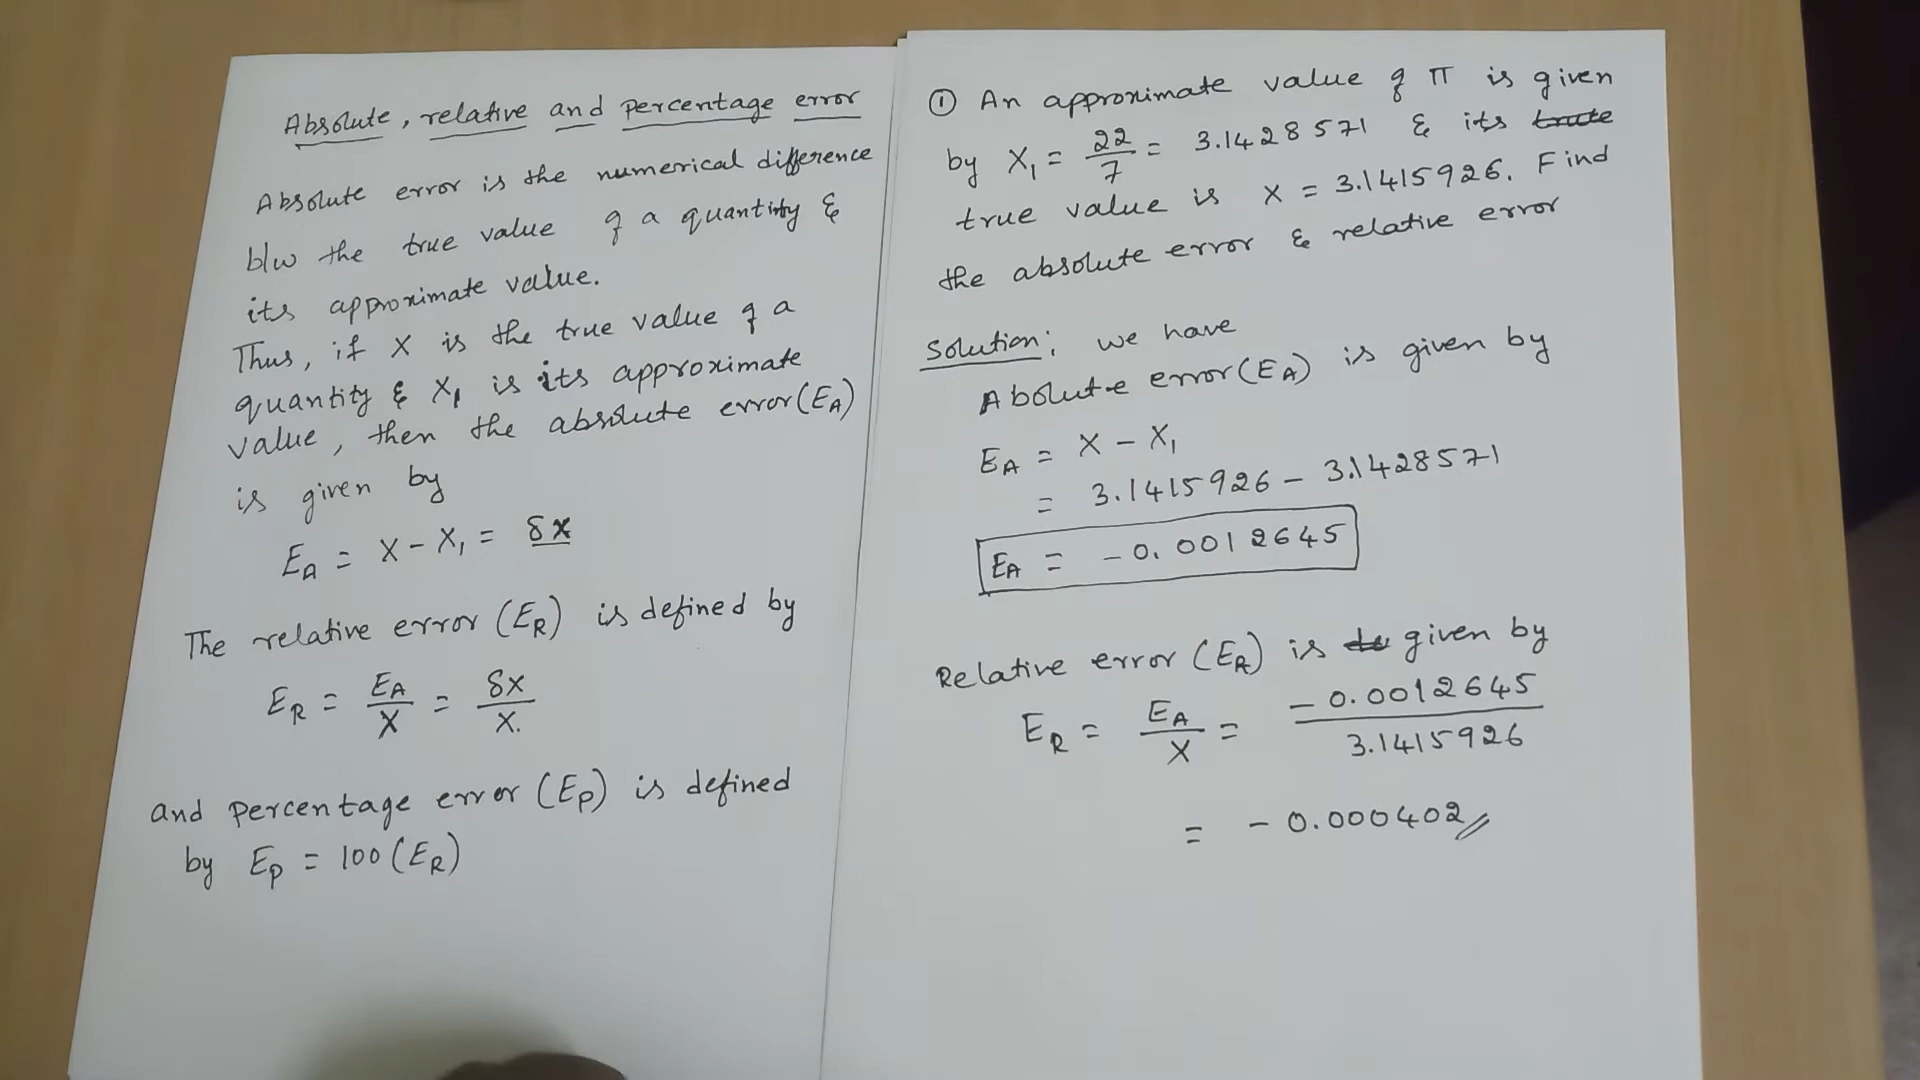 Absolute, relative and percentage error
Absolute error is the numerical difference
b/w the true value of a quantity &
its approximate value.
Thus, if X is the true value of a
quantity & X₁ is its approximate
value, then the absolute error (E_A)
is given by
E_A = X - X₁ = δx
The relative error (E_R) is defined by
E_R = E_A/X = δx/X.
and percentage error (E_P) is defined
by E_P = 100 (E_R)
① An approximate value of π is given
by X₁ = 22/7 = 3.1428571 & its
true value is X = 3.1415926. Find
the absolute error & relative error
Solution: we have
Abolute error (E_A) is given by
E_A = X - X₁
= 3.1415926 - 3.1428571
E_A = -0.0012645
Relative error (E_R) is given by
E_R = E_A/X = -0.0012645/3.1415926
= -0.000402//